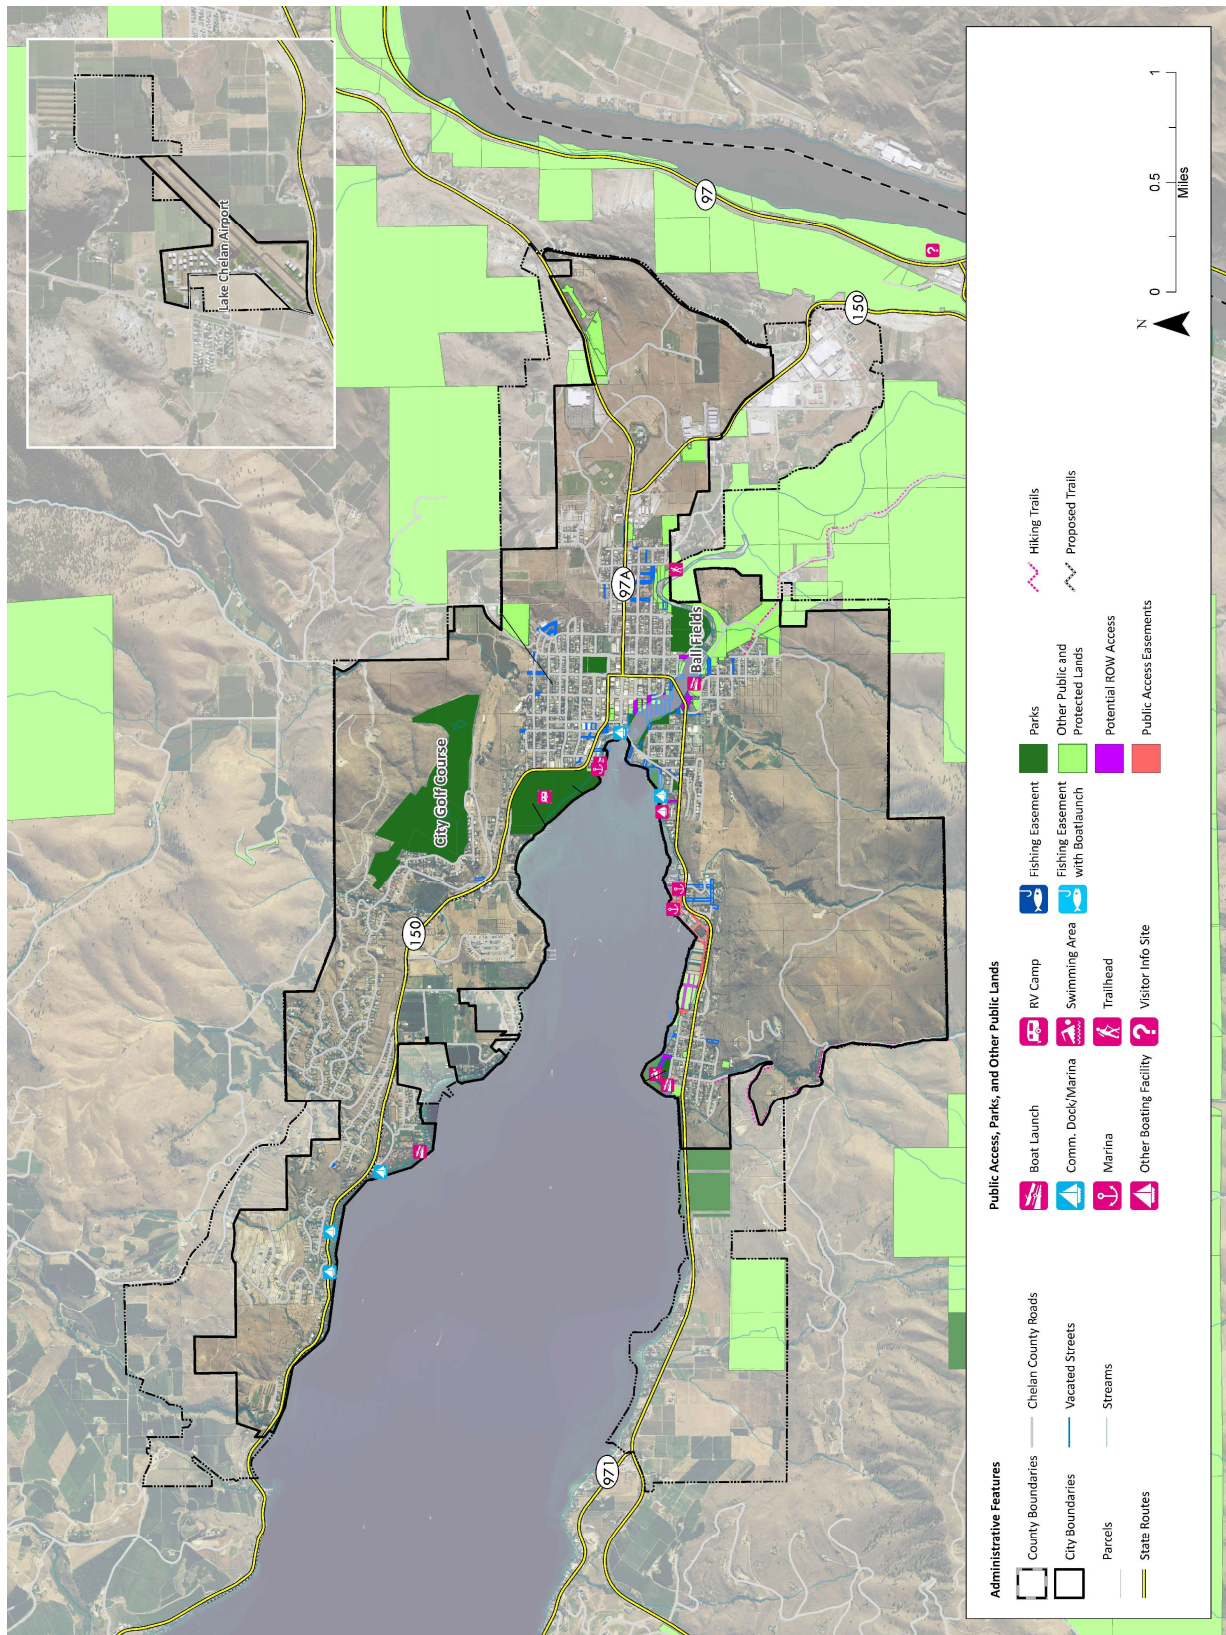 Lake Chelan Airport
97
150
97A
Ball Fields
City Golf Course
150
971
Administrative Features
County Boundaries
City Boundaries
Parcels
State Routes
Chelan County Roads
Vacated Streets
Streams
Public Access, Parks, and Other Public Lands
Boat Launch
Comm. Dock/Marina
Marina
Other Boating Facility
RV Camp
Swimming Area
Trailhead
Visitor Info Site
Fishing Easement
Fishing Easement
with Boatlaunch
Parks
Other Public and
Protected Lands
Potential ROW Access
Public Access Easements
Hiking Trails
Proposed Trails
N
0 0.5 1
Miles